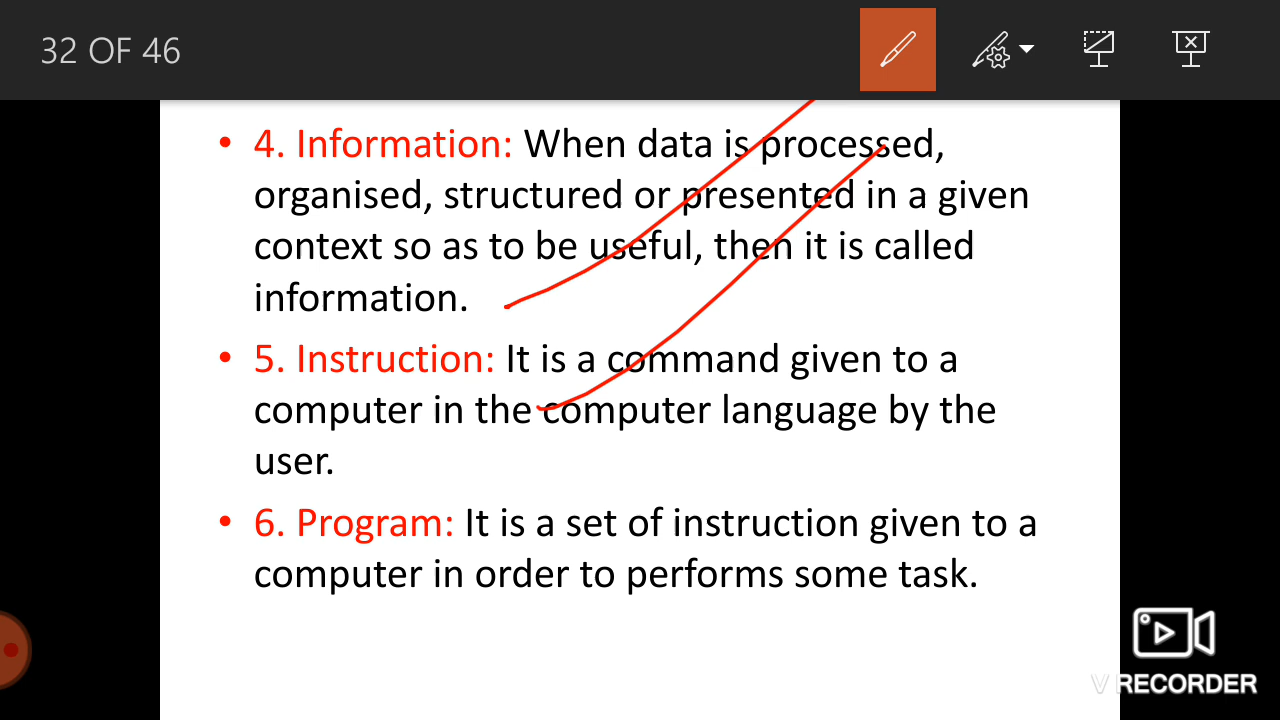 32 OF 46
• 4. Information: When data is processed,
organised, structured or presented in a given
context so as to be useful, then it is called
information.
• 5. Instruction: It is a command given to a
computer in the computer language by the
user.
• 6. Program: It is a set of instruction given to a
computer in order to performs some task.
V RECORDER